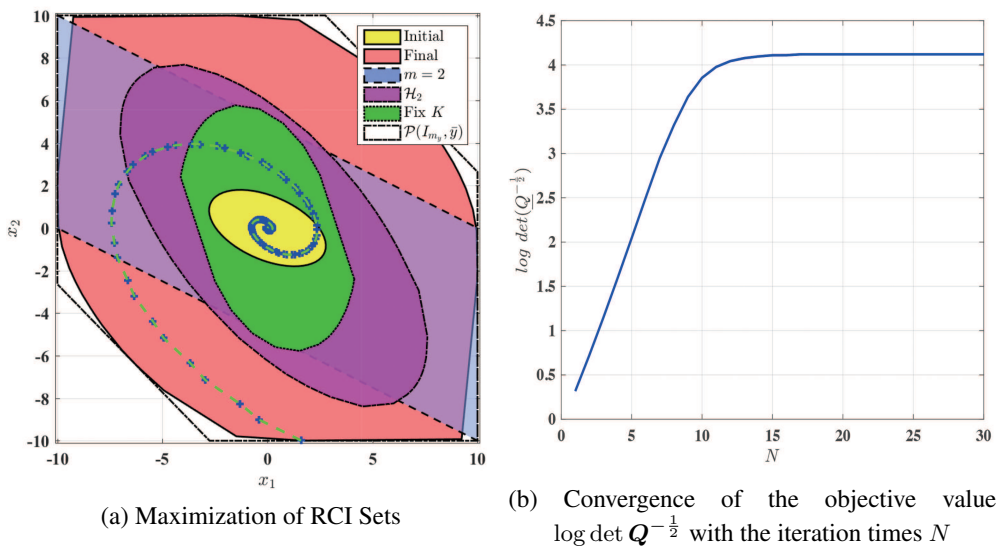 10
8
6
4
2
0
-2
-4
-6
-8
-10
-10
-5
0
5
10
x₂
x₁
Initial
Final
m = 2
ℋ₂
Fix K
𝒫(I_{m_y}, ȳ)
(a) Maximization of RCI Sets
4.5
4
3.5
3
2.5
2
1.5
1
0.5
0
0
5
10
15
20
25
30
log det(Q^{-1/2})
N
(b) Convergence of the objective value
log det Q^{-1/2} with the iteration times N